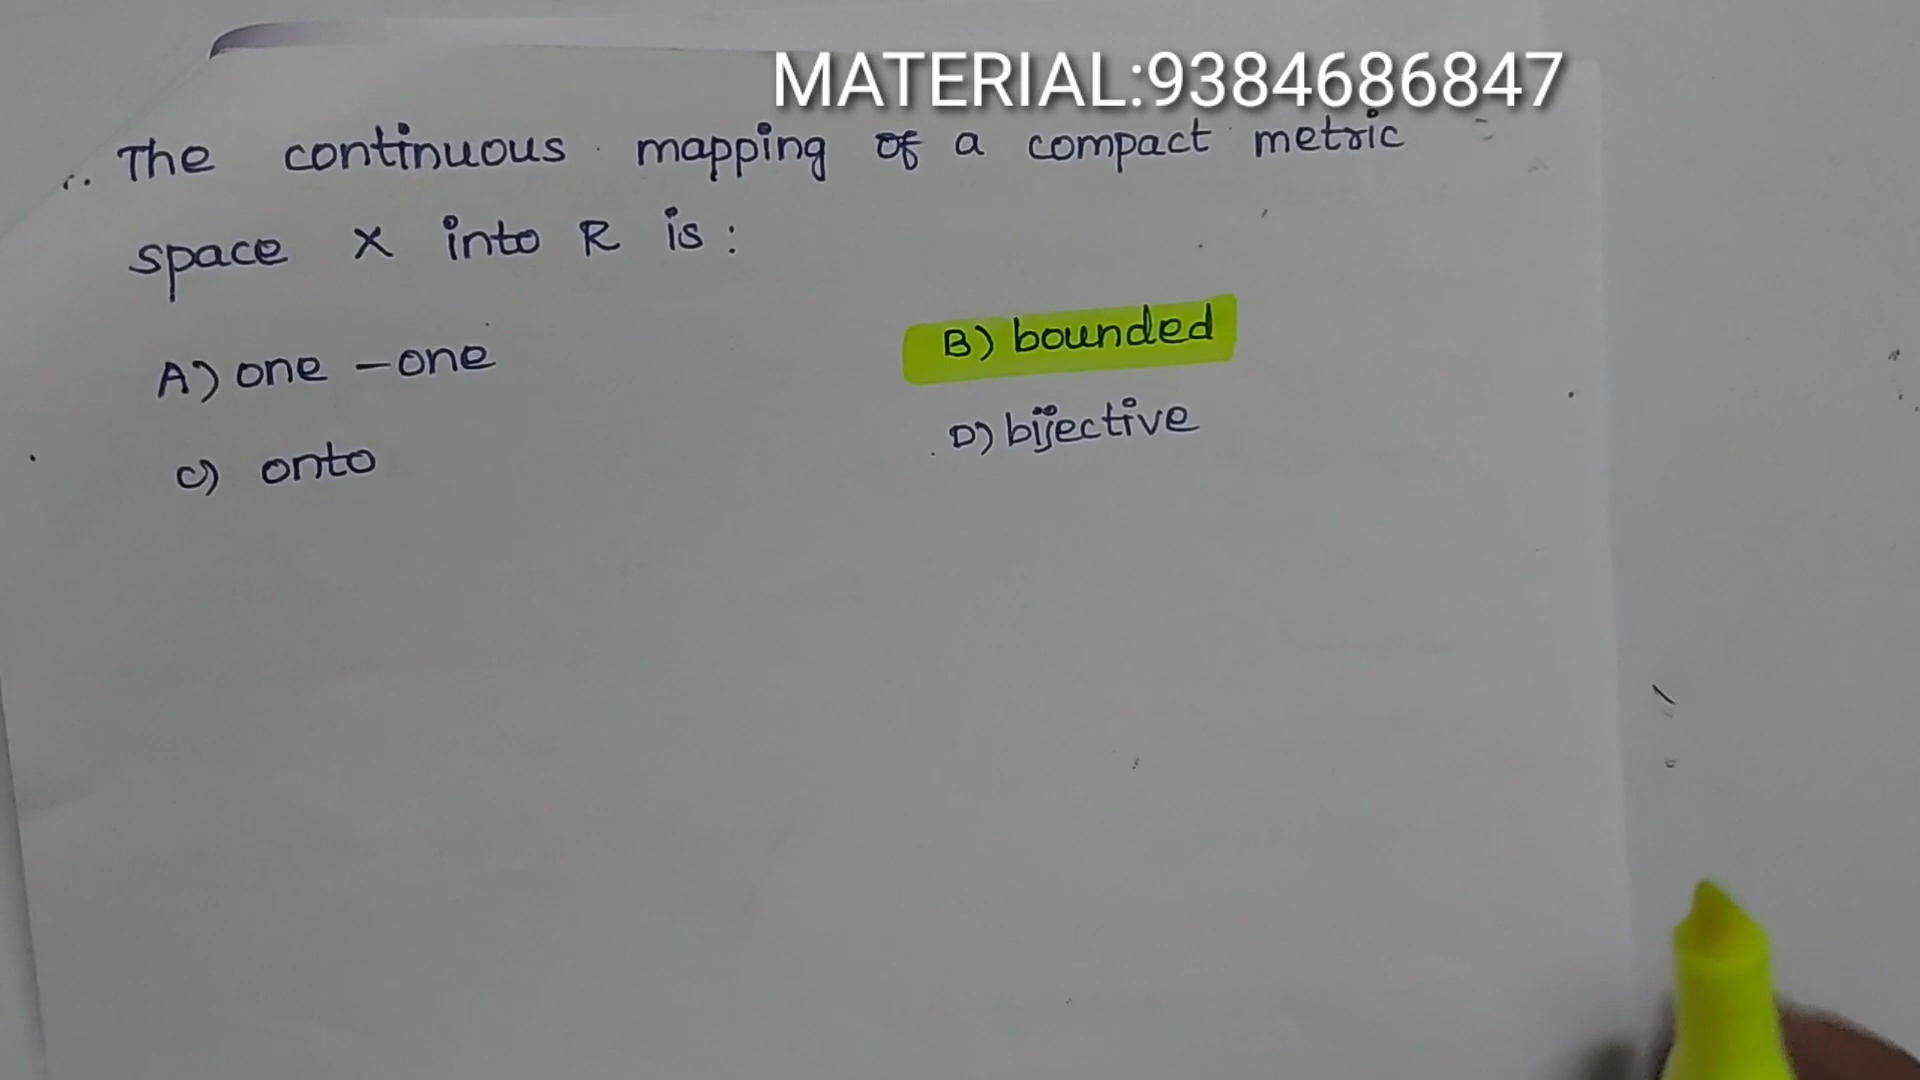 MATERIAL:9384686847
The continuous mapping of a compact metric
space X into R is :
A) one - one
B) bounded
C) onto
D) bijective